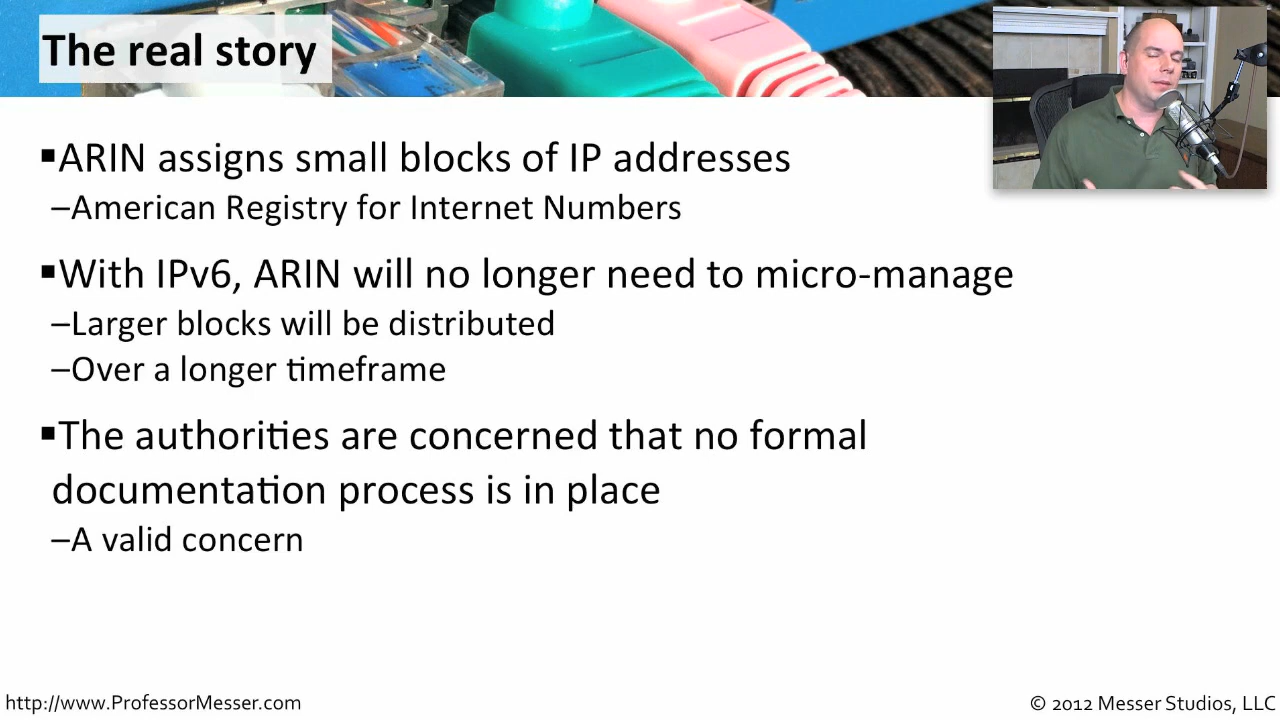 The real story
▪ARIN assigns small blocks of IP addresses
–American Registry for Internet Numbers
▪With IPv6, ARIN will no longer need to micro-manage
–Larger blocks will be distributed
–Over a longer timeframe
▪The authorities are concerned that no formal
documentation process is in place
–A valid concern
http://www.ProfessorMesser.com
© 2012 Messer Studios, LLC